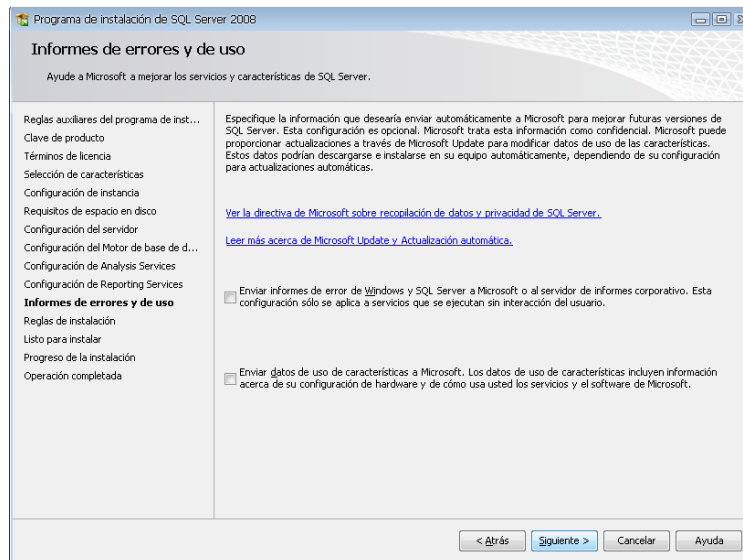 Programa de instalación de SQL Server 2008
Informes de errores y de uso
Ayude a Microsoft a mejorar los servicios y características de SQL Server.
Reglas auxiliares del programa de inst...
Clave de producto
Términos de licencia
Selección de características
Configuración de instancia
Requisitos de espacio en disco
Configuración del servidor
Configuración del Motor de base de d...
Configuración de Analysis Services
Configuración de Reporting Services
Informes de errores y de uso
Reglas de instalación
Listo para instalar
Progreso de la instalación
Operación completada
Especifique la información que desearía enviar automáticamente a Microsoft para mejorar futuras versiones de
SQL Server. Esta configuración es opcional. Microsoft trata esta información como confidencial. Microsoft puede
proporcionar actualizaciones a través de Microsoft Update para modificar datos de uso de las características.
Estos datos podrían descargarse e instalarse en su equipo automáticamente, dependiendo de su configuración
para actualizaciones automáticas.
Ver la directiva de Microsoft sobre recopilación de datos y privacidad de SQL Server.
Leer más acerca de Microsoft Update y Actualización automática.
Enviar informes de error de Windows y SQL Server a Microsoft o al servidor de informes corporativo. Esta
configuración sólo se aplica a servicios que se ejecutan sin interacción del usuario.
Enviar datos de uso de características a Microsoft. Los datos de uso de características incluyen información
acerca de su configuración de hardware y de cómo usa usted los servicios y el software de Microsoft.
< Atrás
Siguiente >
Cancelar
Ayuda